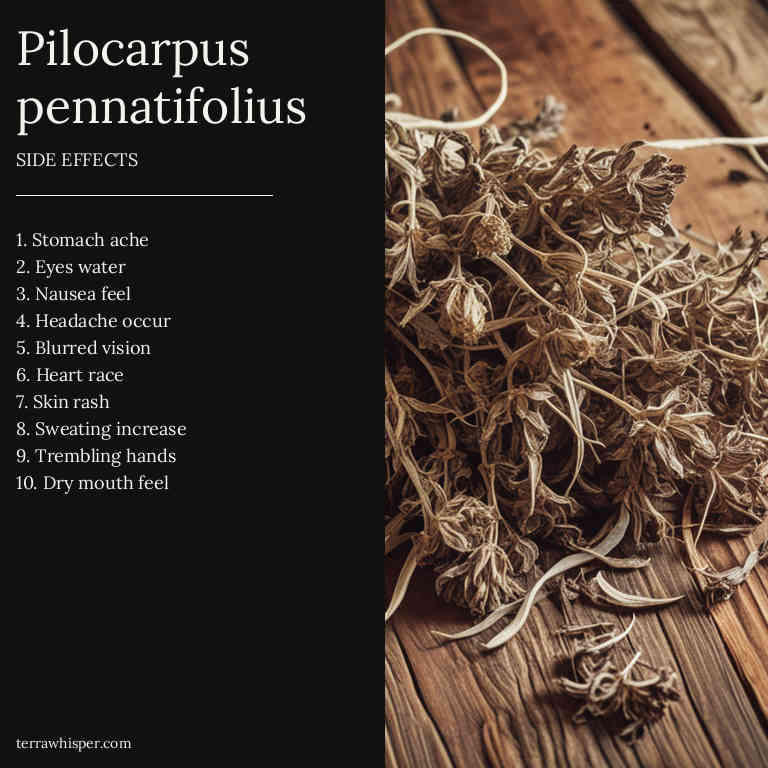 Pilocarpus
pennatifolius
SIDE EFFECTS
1. Stomach ache
2. Eyes water
3. Nausea feel
4. Headache occur
5. Blurred vision
6. Heart race
7. Skin rash
8. Sweating increase
9. Trembling hands
10. Dry mouth feel
terrawhisper.com